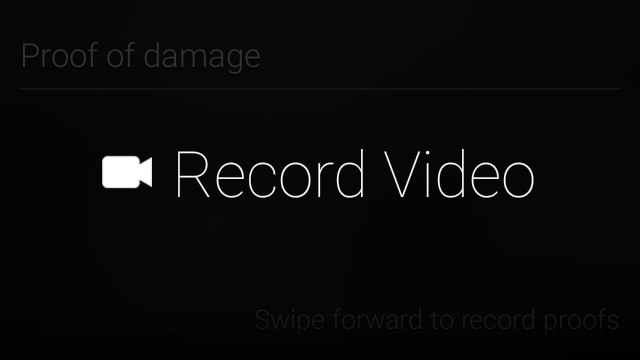 Proof of damage
Record Video
Swipe forward to record proofs